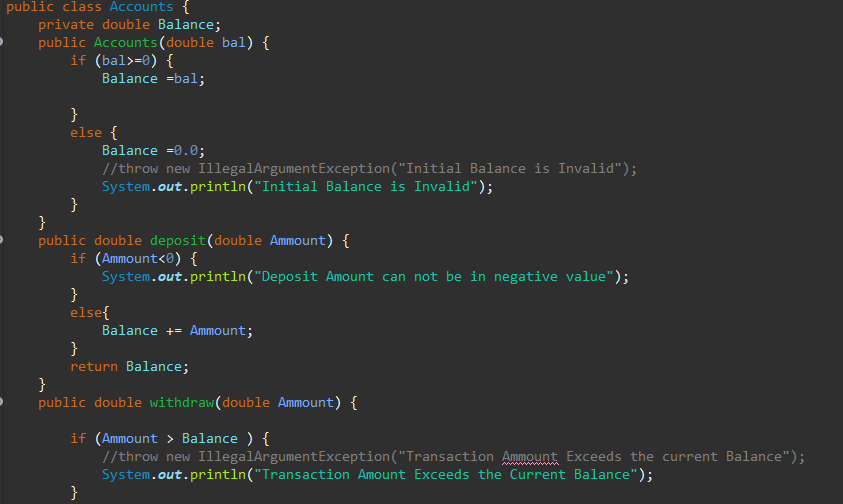 public class Accounts {
    private double Balance;
    public Accounts(double bal) {
        if (bal>=0) {
            Balance =bal;

        }
        else {
            Balance =0.0;
            //throw new IllegalArgumentException("Initial Balance is Invalid");
            System.out.println("Initial Balance is Invalid");
        }
    }
    public double deposit(double Ammount) {
        if (Ammount<0) {
            System.out.println("Deposit Amount can not be in negative value");
        }
        else{
            Balance += Ammount;
        }
        return Balance;
    }
    public double withdraw(double Ammount) {

        if (Ammount > Balance ) {
            //throw new IllegalArgumentException("Transaction Ammount Exceeds the current Balance");
            System.out.println("Transaction Amount Exceeds the Current Balance");
        }